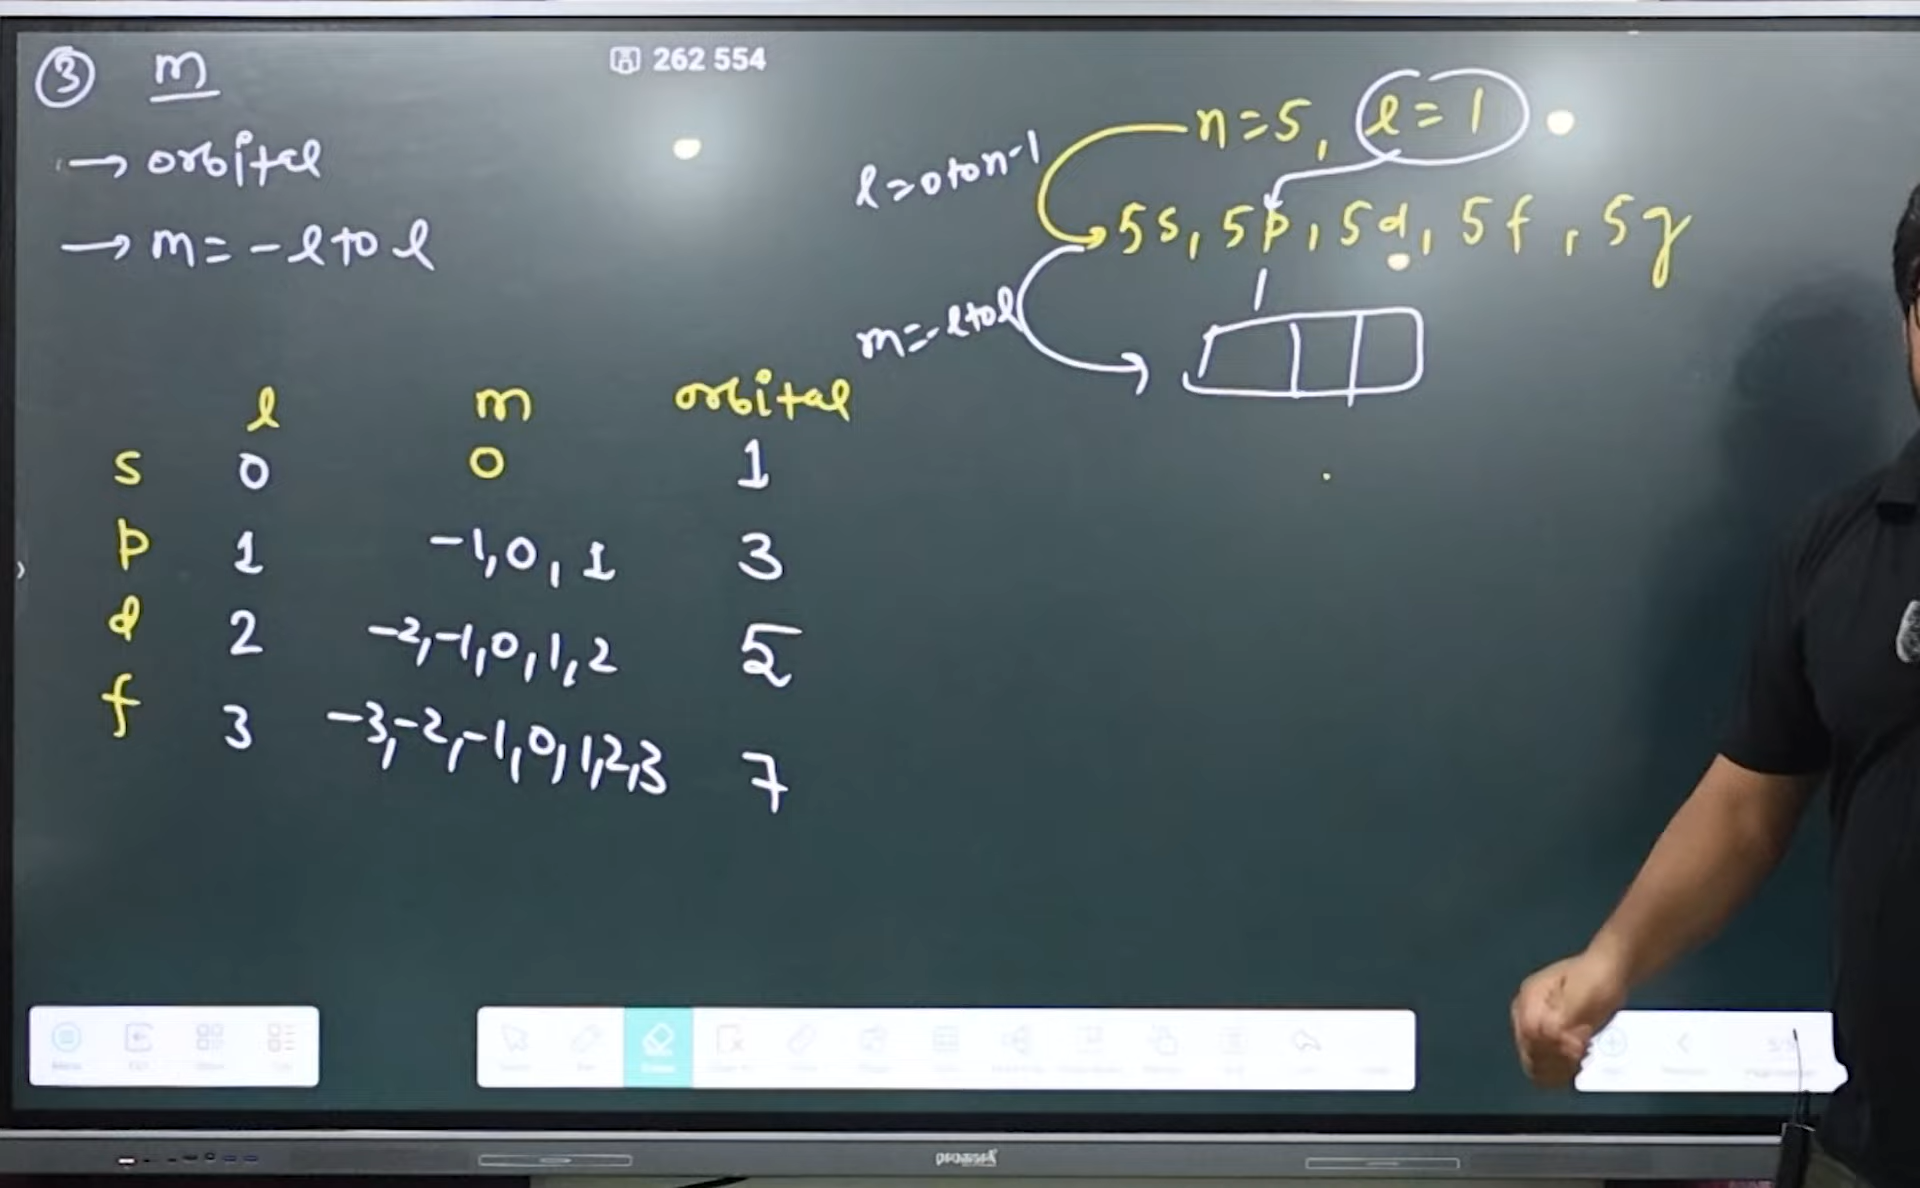 ③ m
262 554
→ orbital
→ m = -l to l
n=5, l=1
l=0 to n-1
5s, 5p, 5d, 5f, 5g
m=-l to l
l m orbital
s 0 0 1
p 1 -1,0,1 3
d 2 -2,-1,0,1,2 5
f 3 -3,-2,-1,0,1,2,3 7